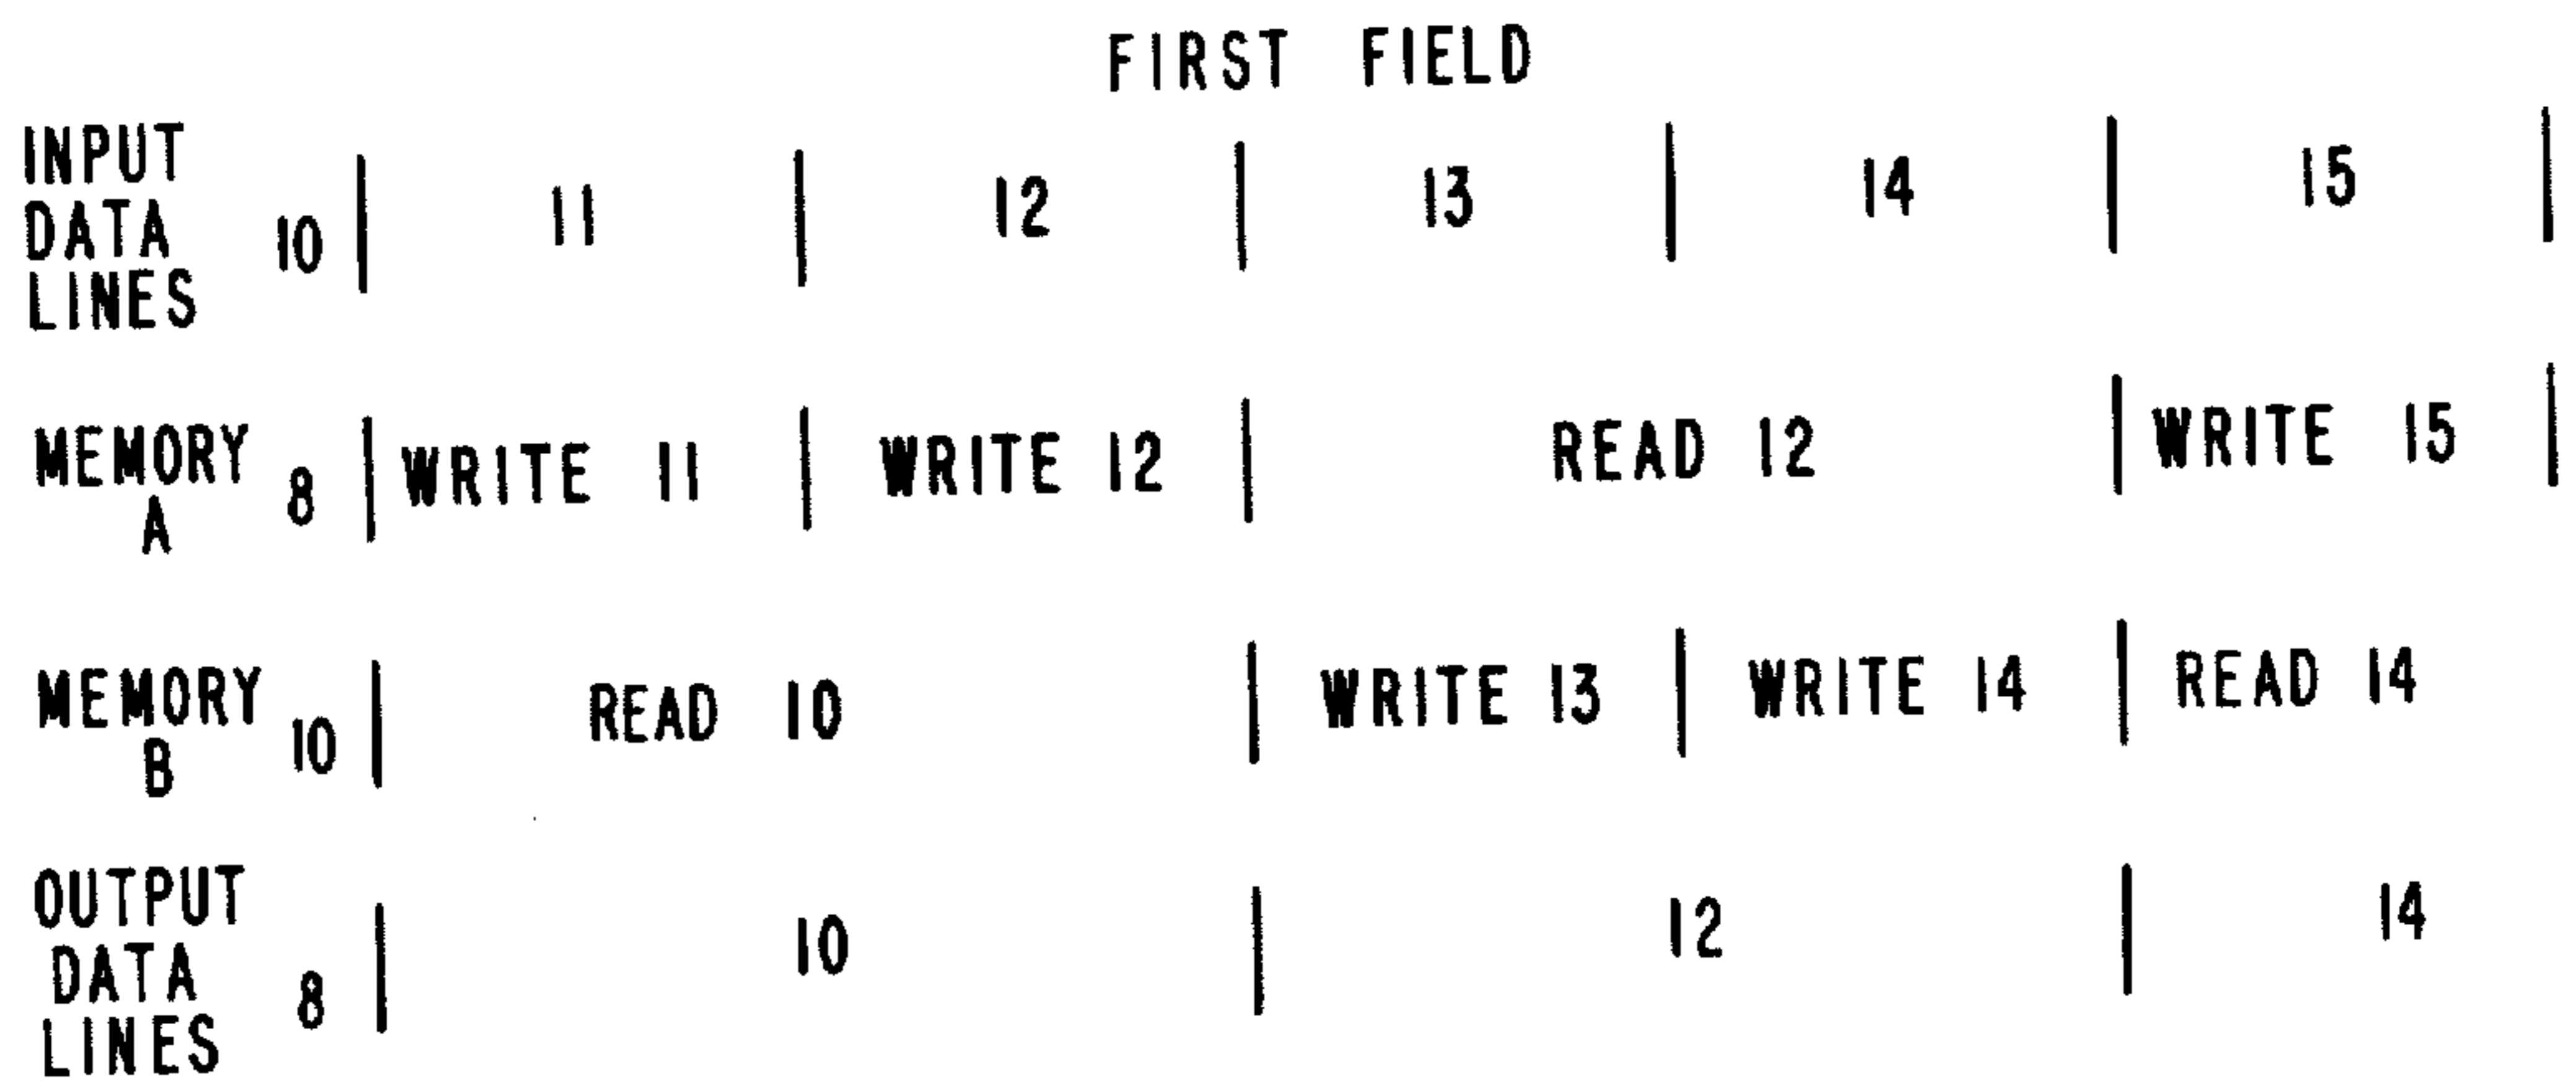 FIRST FIELD
INPUT
DATA
LINES
10 | 11 | 12 | 13 | 14 | 15 |
MEMORY
A
8 | WRITE 11 | WRITE 12 | READ 12 | WRITE 15 |
MEMORY
B
10 | READ 10 | WRITE 13 | WRITE 14 | READ 14
OUTPUT
DATA
LINES
8 | 10 | 12 | 14